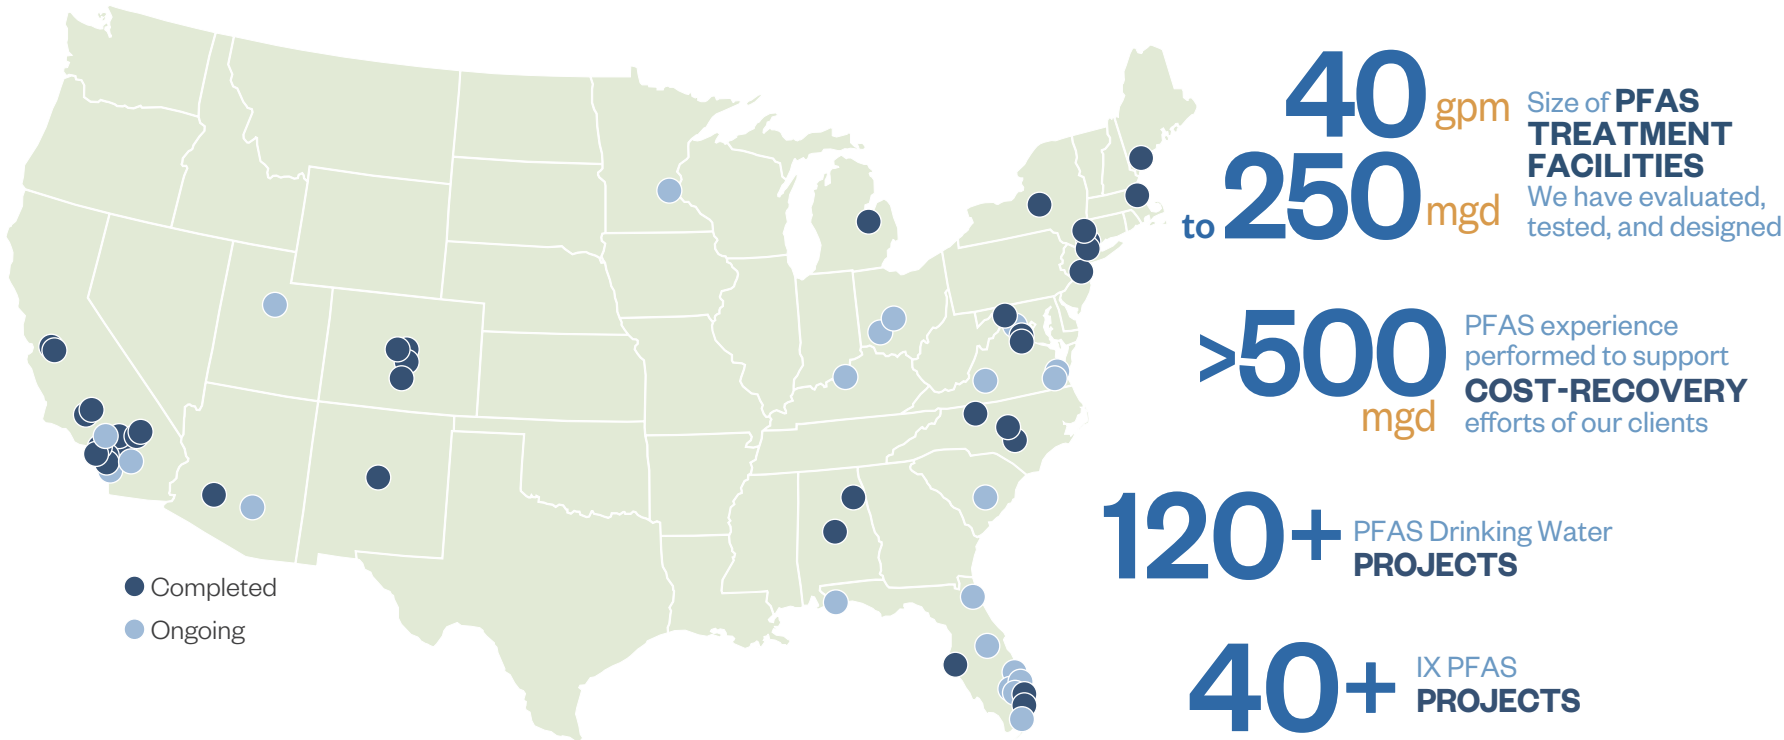 40 gpm
to 250 mgd
Size of PFAS
TREATMENT
FACILITIES
We have evaluated,
tested, and designed
>500
mgd
PFAS experience
performed to support
COST-RECOVERY
efforts of our clients
120+
PFAS Drinking Water
PROJECTS
40+
IX PFAS
PROJECTS
Completed
Ongoing